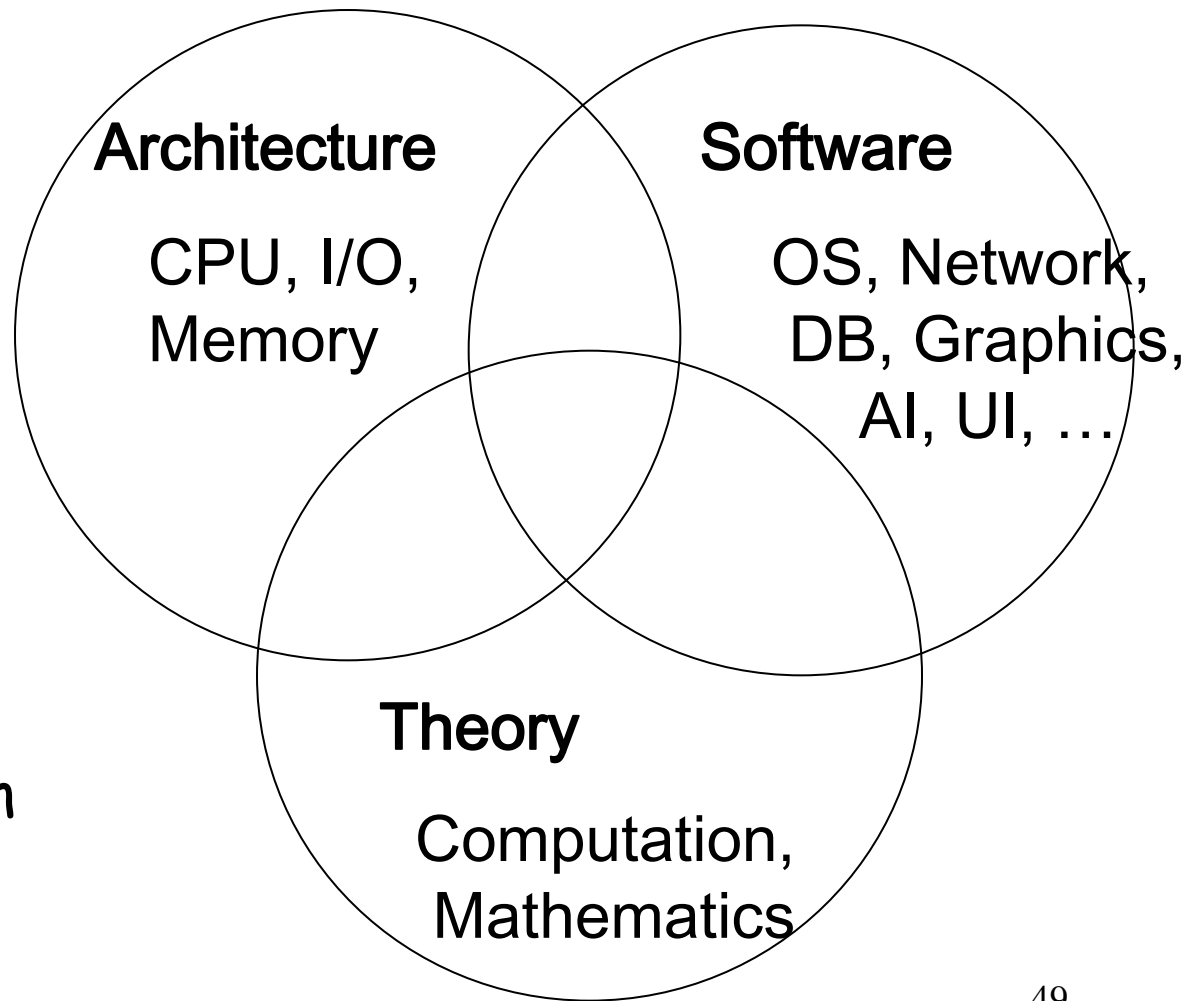 Architecture
CPU, I/O,
Memory
Software
OS, Network,
DB, Graphics,
AI, UI, …
Theory
Computation,
Mathematics
49